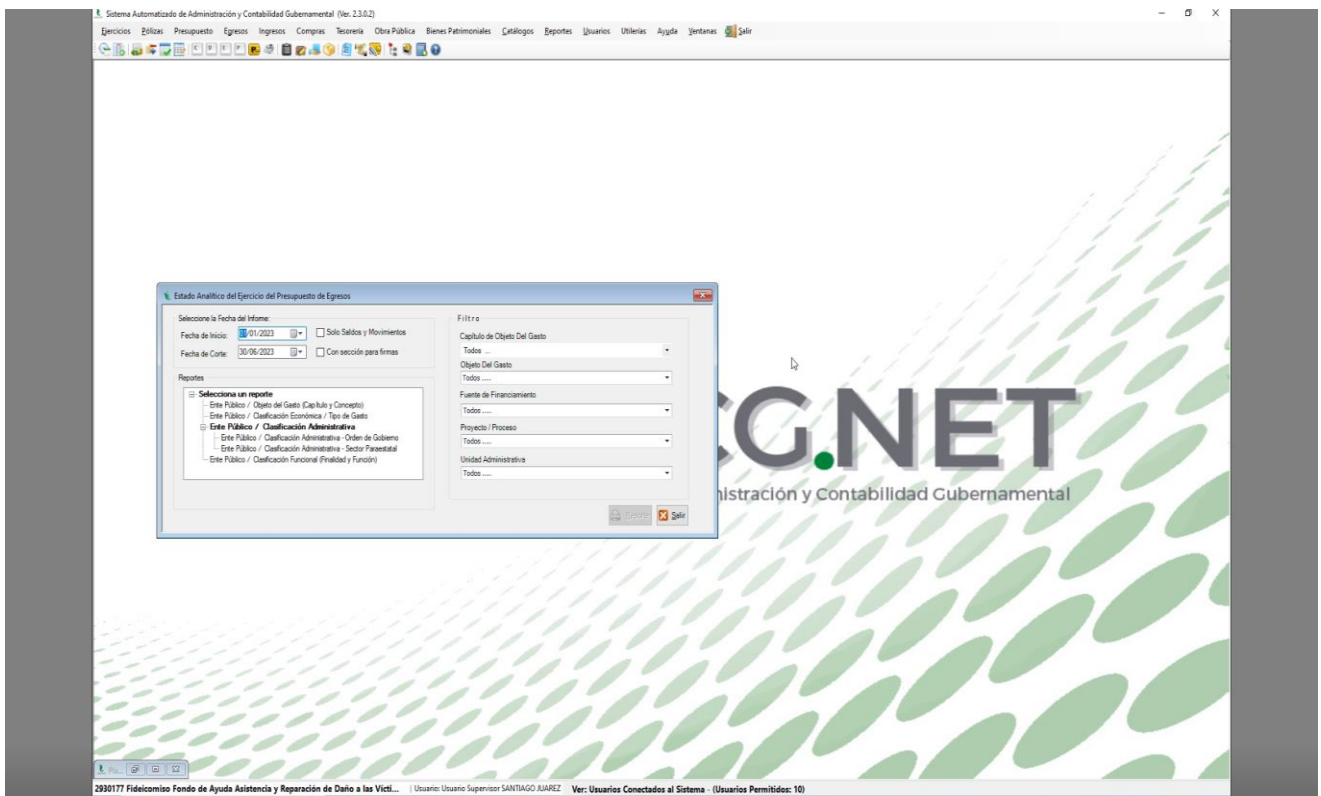 Sistema Automatizado de Administración y Contabilidad Gubernamental (Ver. 2.3.0.2)
Ejercicios Pólizas Presupuesto Egresos Ingresos Compras Tesorería Obra Pública Bienes Patrimoniales Catálogos Reportes Usuarios Utilerías Ayuda Ventanas Salir
Estado Analítico del Ejercicio del Presupuesto de Egresos
Seleccione la Fecha del Informe:
Fecha de Inicio: /01/2023 Solo Saldos y Movimientos
Fecha de Corte: 30/06/2023 Con sección para firmas
Reportes
Selecciona un reporte
Ente Público / Objeto del Gasto (Capítulo y Concepto)
Ente Público / Clasificación Económica / Tipo de Gasto
Ente Público / Clasificación Administrativa
Ente Público / Clasificación Administrativa - Orden de Gobierno
Ente Público / Clasificación Administrativa - Sector Paraestatal
Ente Público / Clasificación Funcional (Finalidad y Función)
Filtro
Capítulo de Objeto Del Gasto
Todos ...
Objeto Del Gasto
Todos .....
Fuente de Financiamiento
Todos .....
Proyecto / Proceso
Todos .....
Unidad Administrativa
Todos .....
Reporte Salir
CG.NET
nistración y Contabilidad Gubernamental
2930177 Fideicomiso Fondo de Ayuda Asistencia y Reparación de Daño a las Victi... | Usuario: Usuario Supervisor SANTIAGO JUAREZ Ver: Usuarios Conectados al Sistema - (Usuarios Permitidos: 10)